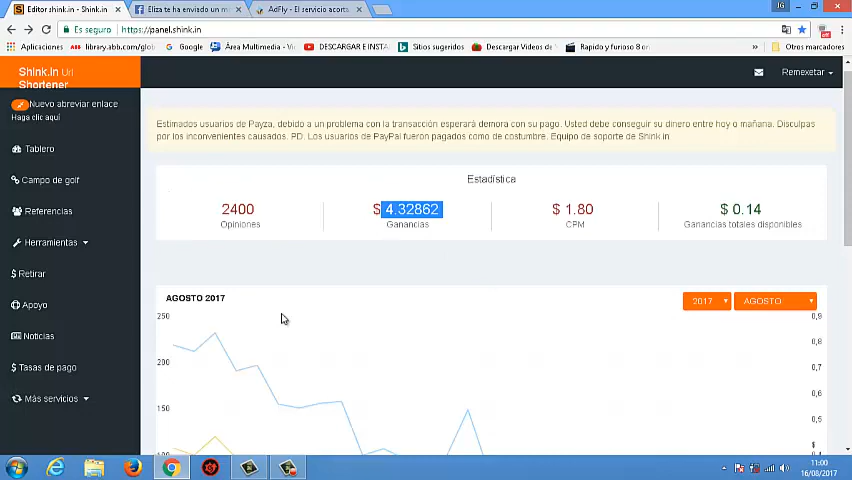 Editor shink.in - Shink.in
Eliza te ha enviado un m
AdFly - El servicio acorta
Es seguro
https://panel.shink.in
Aplicaciones
library.abb.com/glob
Google
Área Multimedia - Vi
DESCARGAR E INSTA
Sitios sugeridos
Descargar Videos de
Rapido y furioso 8 or
Otros marcadores
Shink.in Url
Shortener
Remexetar
Nuevo abreviar enlace
Haga clic aquí
Tablero
Campo de golf
Referencias
Herramientas
Retirar
Apoyo
Noticias
Tasas de pago
Más servicios
Estimados usuarios de Payza, debido a un problema con la transacción esperará demora con su pago. Usted debe conseguir su dinero entre hoy o mañana. Disculpas
por los inconvenientes causados. PD. Los usuarios de PayPal fueron pagados como de costumbre. Equipo de soporte de Shink in
Estadística
2400
Opiniones
$ 4.32862
Ganancias
$ 1.80
CPM
$ 0.14
Ganancias totales disponibles
AGOSTO 2017
2017
AGOSTO
250
200
150
0,9
0,8
0,7
0,6
0,5
$
11:00
16/08/2017